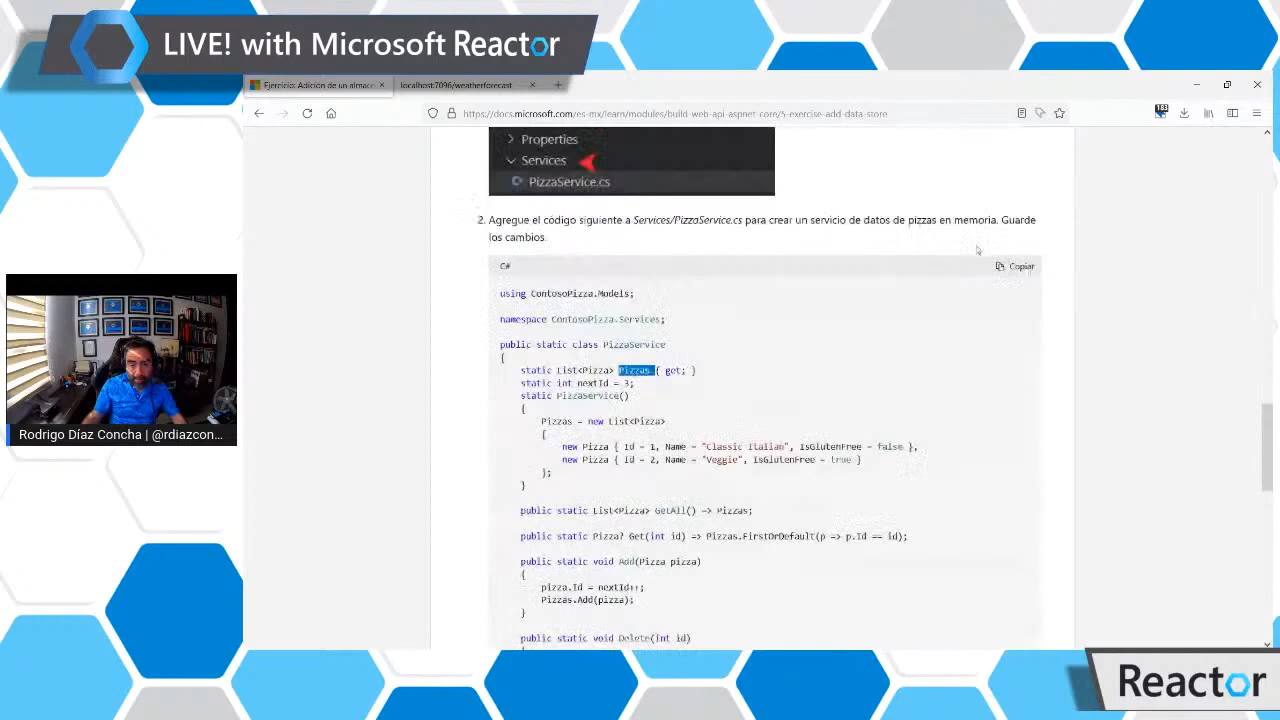 LIVE! with Microsoft Reactor
Ejercicio: Adición de un almace
localhost:7096/weatherforecast
https://docs.microsoft.com/es-mx/learn/modules/build-web-api-aspnet-core/5-exercise-add-data-store
183
Properties
Services
PizzaService.cs
2. Agregue el código siguiente a Services/PizzaService.cs para crear un servicio de datos de pizzas en memoria. Guarde
los cambios.
C#
Copiar
using ContosoPizza.Models;
namespace ContosoPizza.Services;
public static class PizzaService
{
static List<Pizza> Pizzas { get; }
static int nextId = 3;
static PizzaService()
{
Pizzas = new List<Pizza>
{
new Pizza { Id = 1, Name = "Classic Italian", IsGlutenFree = false },
new Pizza { Id = 2, Name = "Veggie", IsGlutenFree = true }
};
}
public static List<Pizza> GetAll() => Pizzas;
public static Pizza? Get(int id) => Pizzas.FirstOrDefault(p => p.Id == id);
public static void Add(Pizza pizza)
{
pizza.Id = nextId++;
Pizzas.Add(pizza);
}
public static void Delete(int id)
Rodrigo Díaz Concha | @rdiazcon...
Reactor